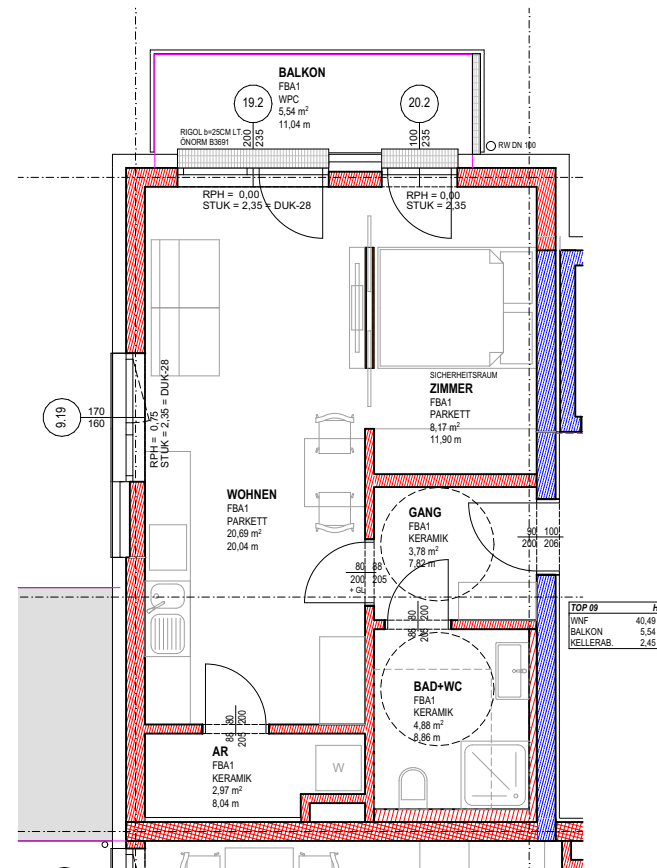 BALKON
FBA1
WPC
5,54 m²
11,04 m
19.2
20.2
200
235
100
235
RIGOL b=25CM LT.
ÖNORM B3691
RW DN 100
RPH = 0,00
STUK = 2,35 = DUK-28
RPH = 0,00
STUK = 2,35
SICHERHEITSRAUM
ZIMMER
FBA1
PARKETT
8,17 m²
11,90 m
9.19
170
160
RPH = 0,75
STUK = 2,35 = DUK-28
WOHNEN
FBA1
PARKETT
20,69 m²
20,04 m
GANG
FBA1
KERAMIK
3,78 m²
7,82 m
90 100
200 206
80 88
200 205
+ GL
80 200
88 205
TOP 09 H
WNF 40,49
BALKON 5,54
KELLERAB. 2,45
BAD+WC
FBA1
KERAMIK
4,88 m²
8,86 m
80 200
88 205
AR
FBA1
KERAMIK
2,97 m²
8,04 m
W